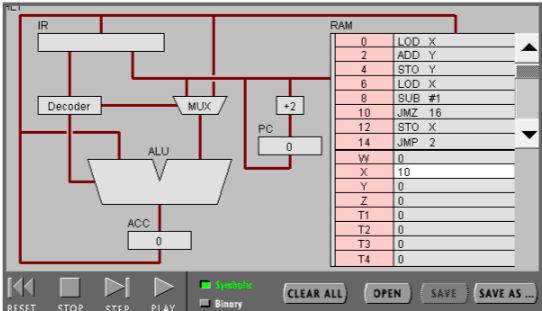 IR
RAM
0 LOD X
2 ADD Y
4 STO Y
6 LOD X
8 SUB #1
10 JMZ 16
12 STO X
14 JMP 2
W 0
X 10
Y 0
Z 0
T1 0
T2 0
T3 0
T4 0
Decoder
MUX
+2
PC
0
ALU
ACC
0
RESET
STOP
STEP
PLAY
Symbolic
Binary
CLEAR ALL
OPEN
SAVE
SAVE AS ...